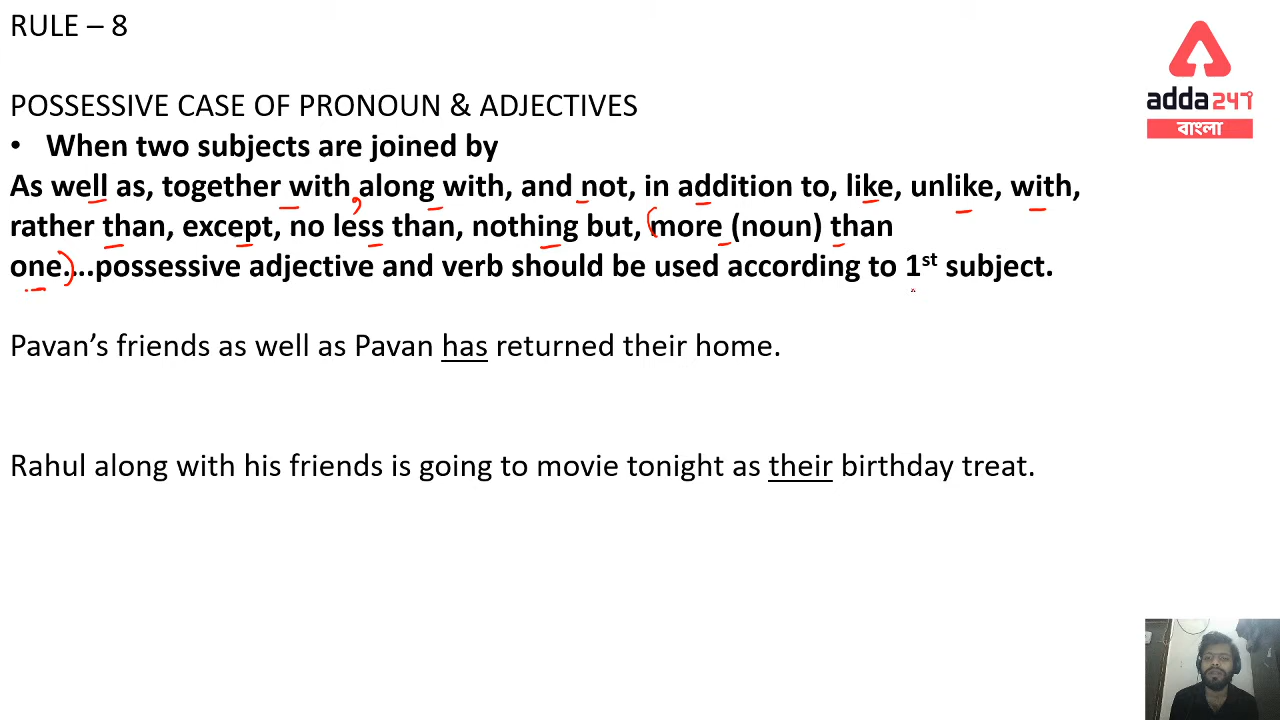 RULE – 8
POSSESSIVE CASE OF PRONOUN & ADJECTIVES
• When two subjects are joined by
As well as, together with, along with, and not, in addition to, like, unlike, with,
rather than, except, no less than, nothing but, (more (noun) than
one)....possessive adjective and verb should be used according to 1st subject.
Pavan’s friends as well as Pavan has returned their home.
Rahul along with his friends is going to movie tonight as their birthday treat.
adda247
বাংলা